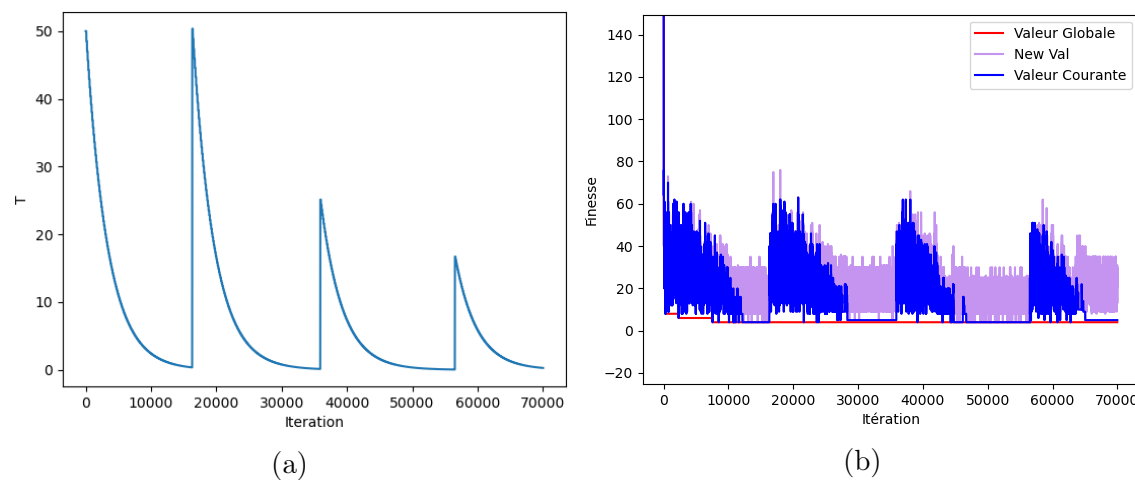 50
40
30
20
10
0
T
0 10000 20000 30000 40000 50000 60000 70000
Iteration
(a)
140
120
100
80
60
40
20
0
−20
Finesse
Valeur Globale
New Val
Valeur Courante
0 10000 20000 30000 40000 50000 60000 70000
Itération
(b)